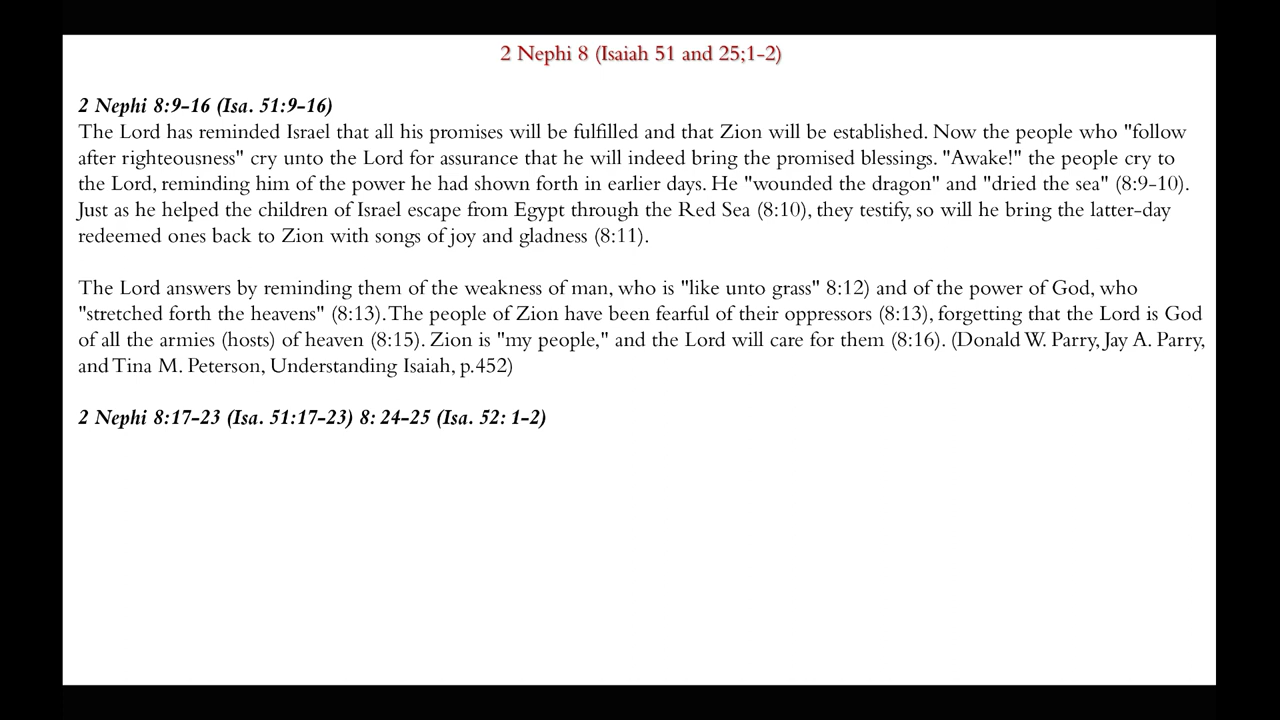 2 Nephi 8 (Isaiah 51 and 25;1-2)
2 Nephi 8:9-16 (Isa. 51:9-16)
The Lord has reminded Israel that all his promises will be fulfilled and that Zion will be established. Now the people who "follow
after righteousness" cry unto the Lord for assurance that he will indeed bring the promised blessings. "Awake!" the people cry to
the Lord, reminding him of the power he had shown forth in earlier days. He "wounded the dragon" and "dried the sea" (8:9-10).
Just as he helped the children of Israel escape from Egypt through the Red Sea (8:10), they testify, so will he bring the latter-day
redeemed ones back to Zion with songs of joy and gladness (8:11).
The Lord answers by reminding them of the weakness of man, who is "like unto grass" 8:12) and of the power of God, who
"stretched forth the heavens" (8:13). The people of Zion have been fearful of their oppressors (8:13), forgetting that the Lord is God
of all the armies (hosts) of heaven (8:15). Zion is "my people," and the Lord will care for them (8:16). (Donald W. Parry, Jay A. Parry,
and Tina M. Peterson, Understanding Isaiah, p.452)
2 Nephi 8:17-23 (Isa. 51:17-23) 8: 24-25 (Isa. 52: 1-2)